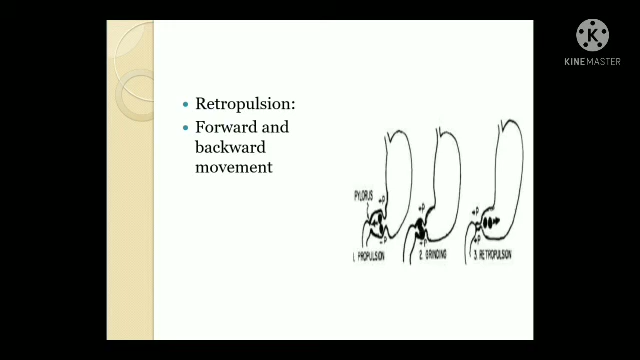 K
KINEMASTER
Retropulsion:
Forward and
backward
movement
PYLORUS
P
P
P
P
P
P
1. PROPULSION
2. GRINDING
3. RETROPULSION